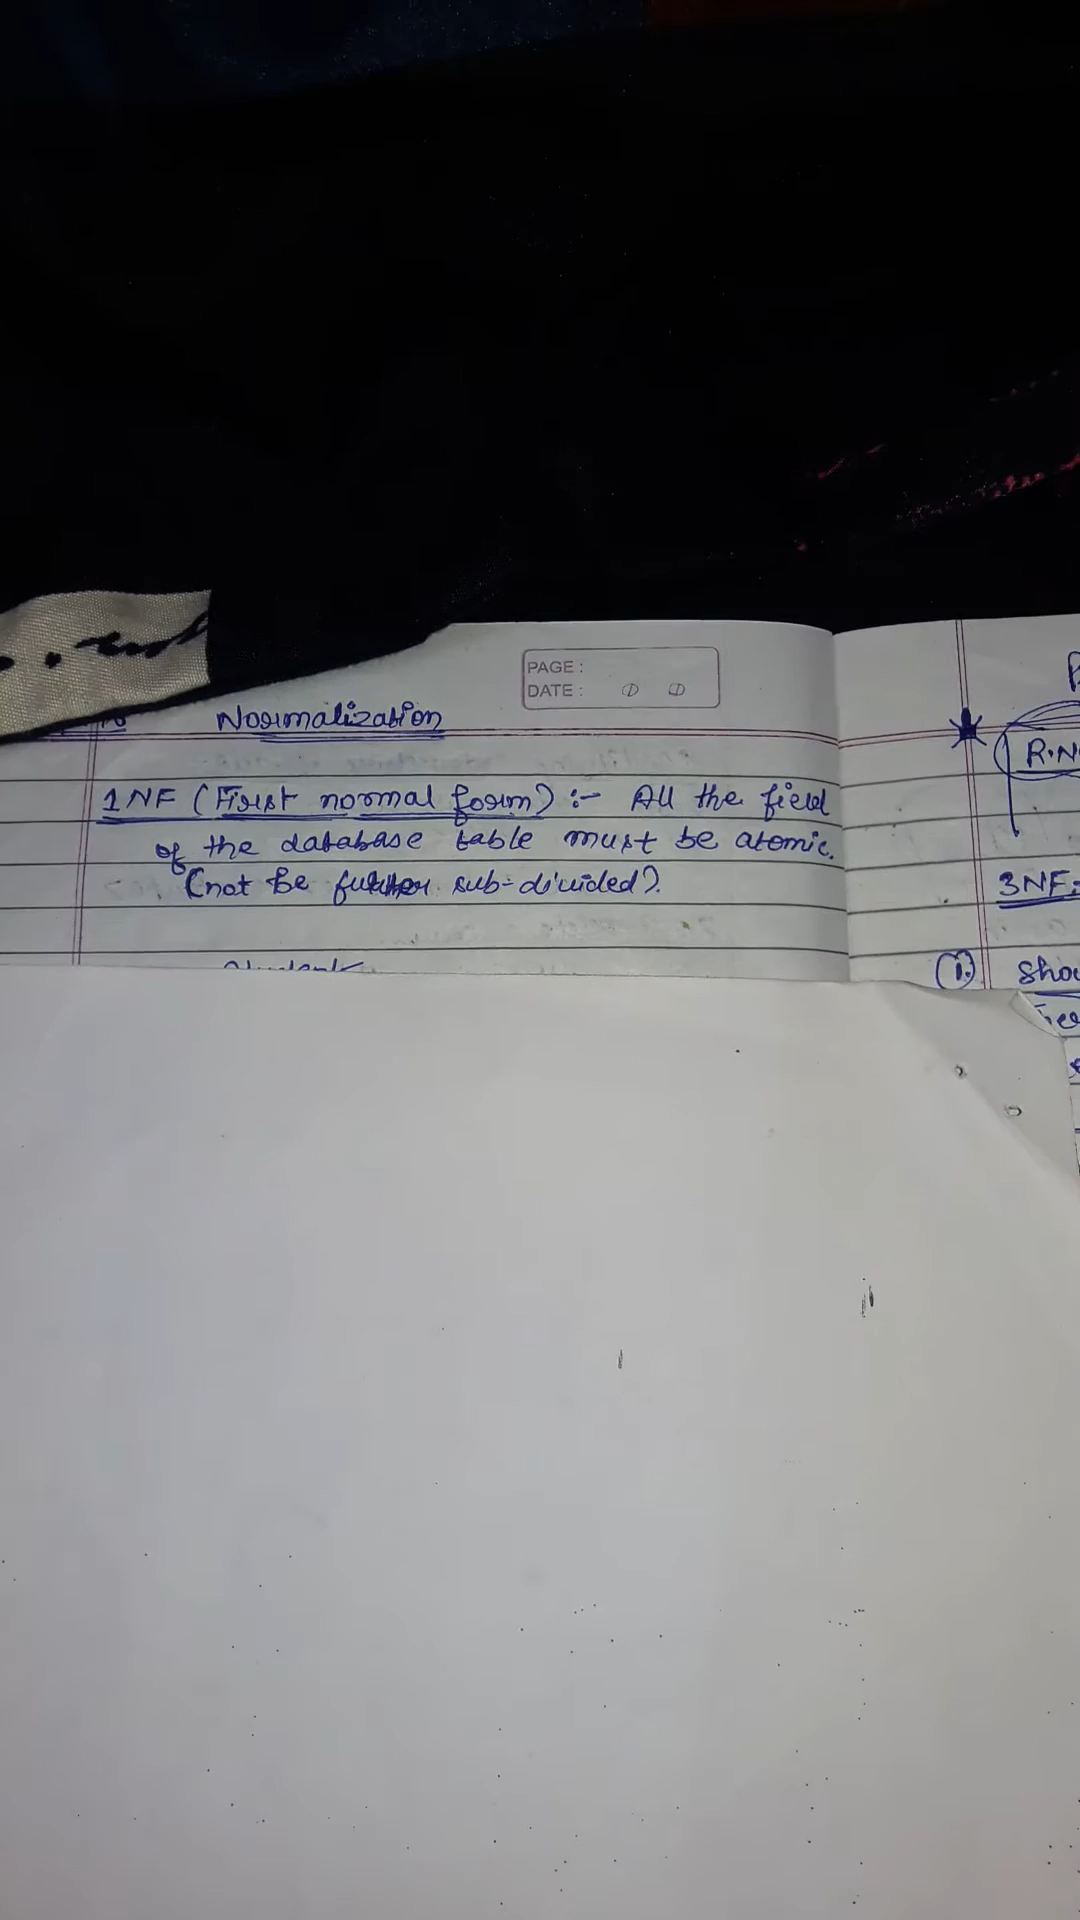 PAGE :
DATE :
Normalization
1NF (First normal form) :- All the field
of the database table must be atomic.
(not be further sub-divided).
R.N
3NF:
(i) Shou